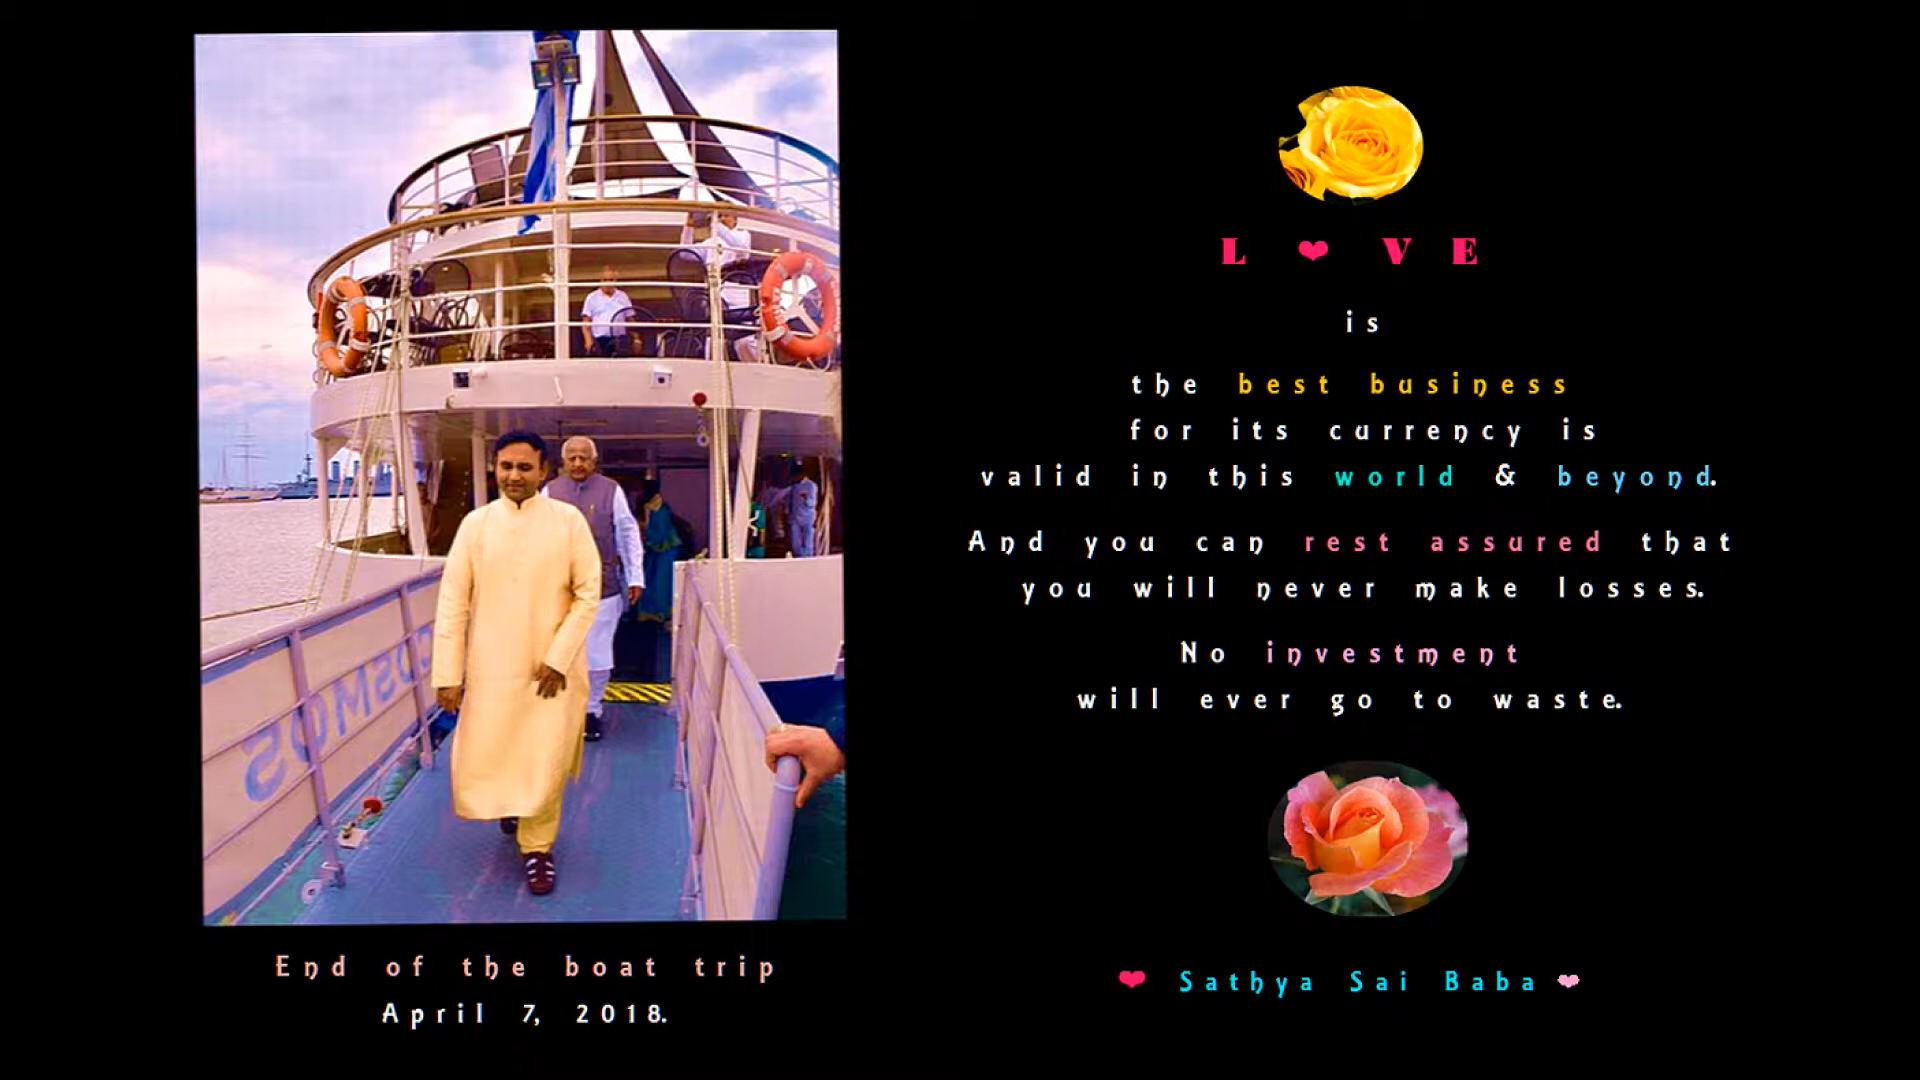 COSMOS
End of the boat trip
April 7, 2018.
L❤VE
is
the best business
for its currency is
valid in this world & beyond.
And you can rest assured that
you will never make losses.
No investment
will ever go to waste.
❤ Sathya Sai Baba ❤